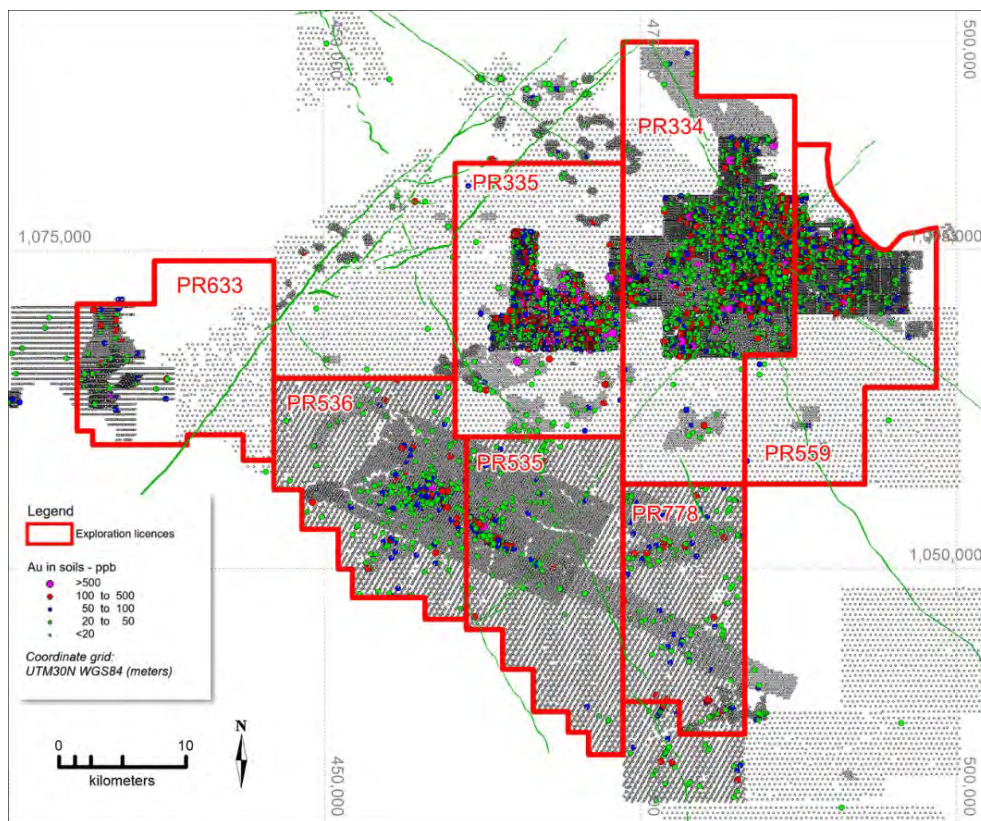 450,000
500,000
PR334
PR335
1,075,000
PR633
PR536
PR535
PR559
PR778
Legend
Exploration licences
Au in soils - ppb
>500
100 to 500
50 to 100
20 to 50
<20
Coordinate grid:
UTM30N WGS84 (meters)
1,050,000
N
0 10
kilometers
450,000
500,000